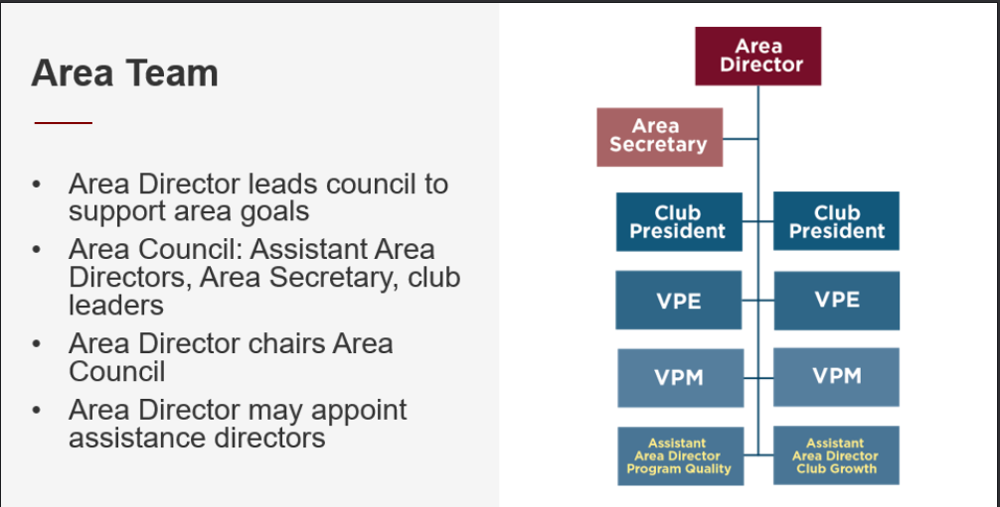 Area Team
• Area Director leads council to
support area goals
• Area Council: Assistant Area
Directors, Area Secretary, club
leaders
• Area Director chairs Area
Council
• Area Director may appoint
assistance directors
Area
Director
Area
Secretary
Club
President
Club
President
VPE
VPE
VPM
VPM
Assistant
Area Director
Program Quality
Assistant
Area Director
Club Growth